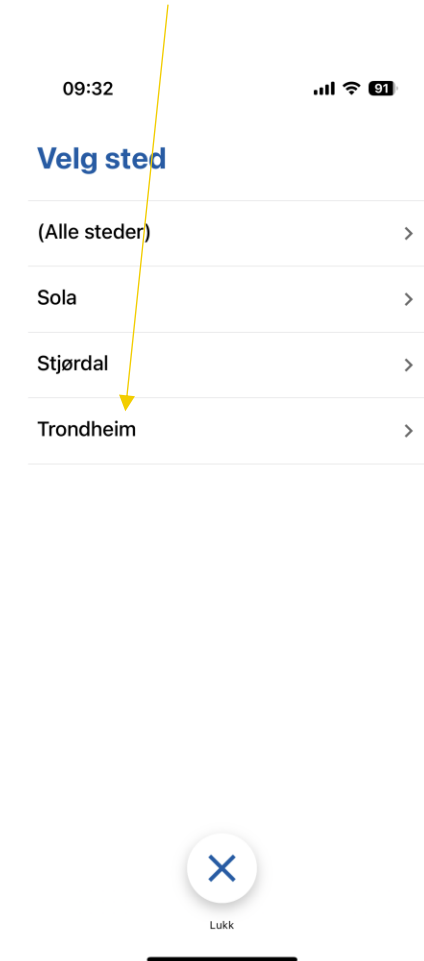 09:32
91
Velg sted
(Alle steder)
Sola
Stjørdal
Trondheim
Lukk